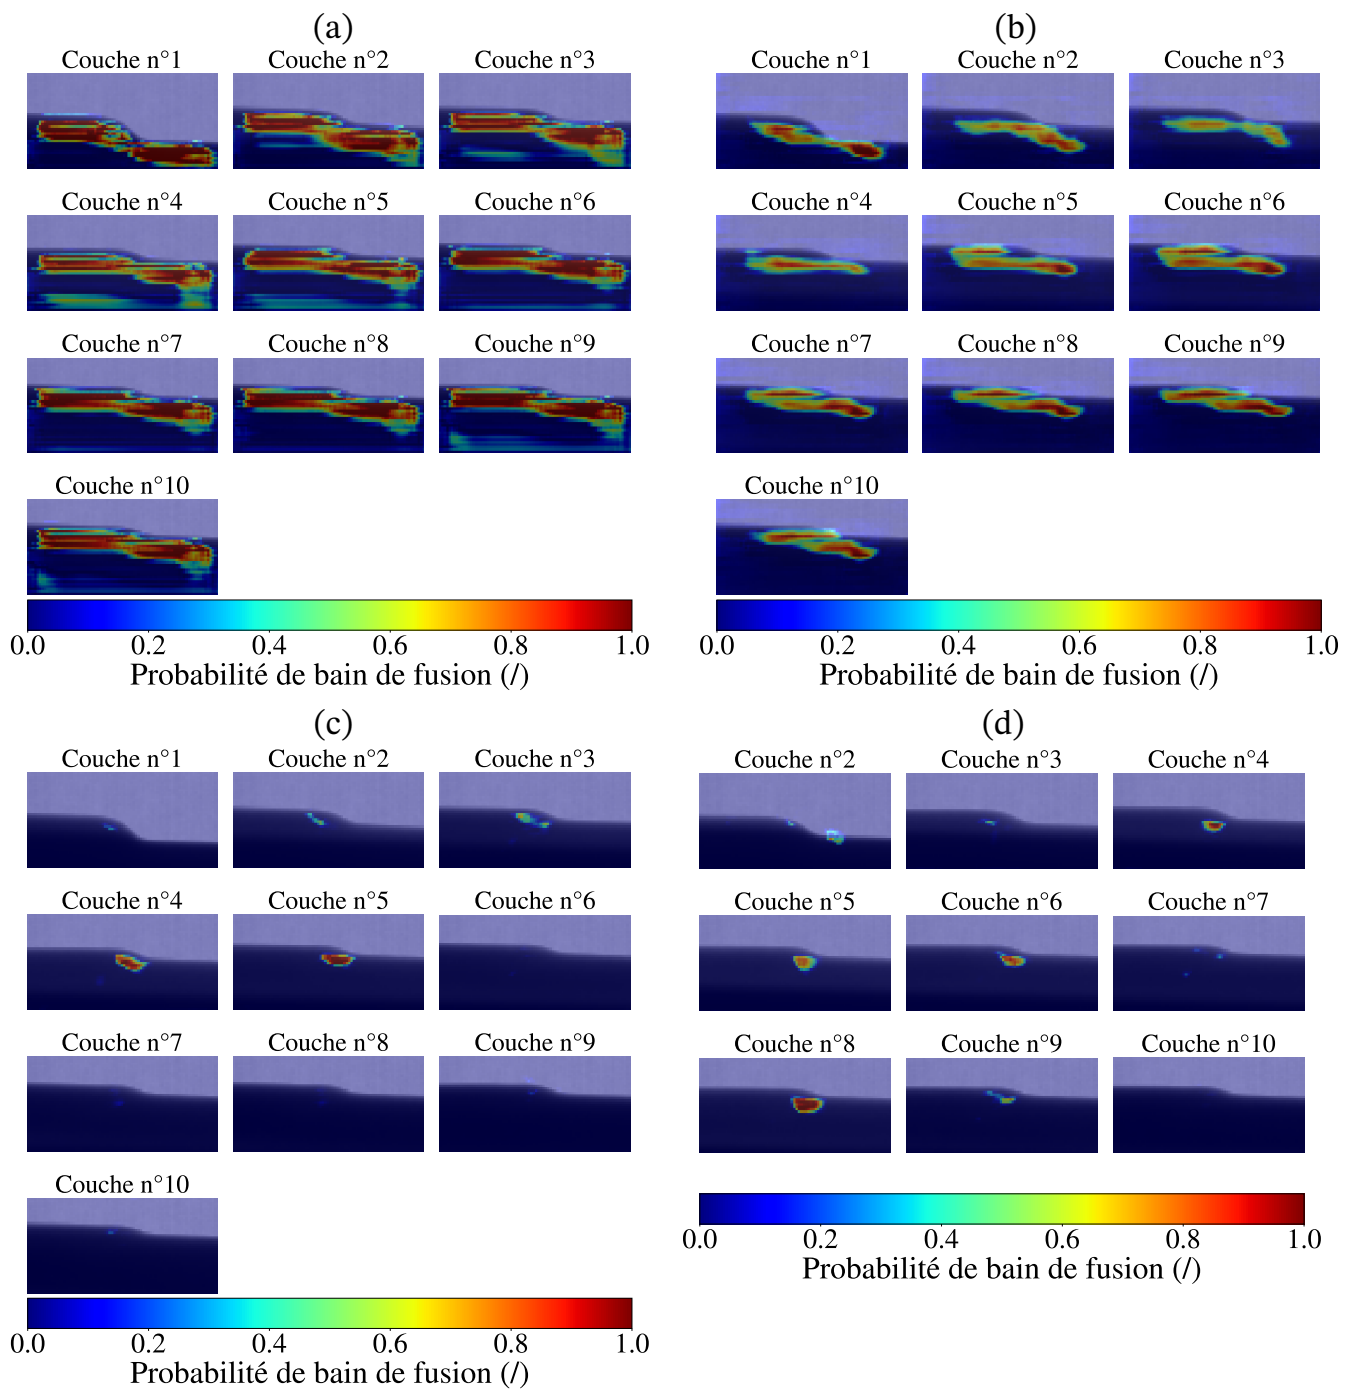 (a)
Couche n°1 Couche n°2 Couche n°3
Couche n°4 Couche n°5 Couche n°6
Couche n°7 Couche n°8 Couche n°9
Couche n°10
0.0 0.2 0.4 0.6 0.8 1.0
Probabilité de bain de fusion (/)
(b)
Couche n°1 Couche n°2 Couche n°3
Couche n°4 Couche n°5 Couche n°6
Couche n°7 Couche n°8 Couche n°9
Couche n°10
0.0 0.2 0.4 0.6 0.8 1.0
Probabilité de bain de fusion (/)
(c)
Couche n°1 Couche n°2 Couche n°3
Couche n°4 Couche n°5 Couche n°6
Couche n°7 Couche n°8 Couche n°9
Couche n°10
0.0 0.2 0.4 0.6 0.8 1.0
Probabilité de bain de fusion (/)
(d)
Couche n°2 Couche n°3 Couche n°4
Couche n°5 Couche n°6 Couche n°7
Couche n°8 Couche n°9 Couche n°10
0.0 0.2 0.4 0.6 0.8 1.0
Probabilité de bain de fusion (/)